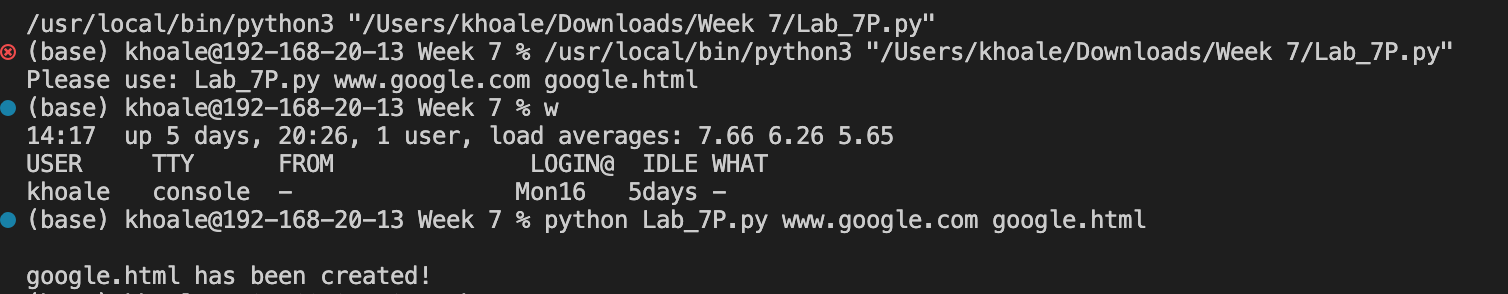 /usr/local/bin/python3 "/Users/khoale/Downloads/Week 7/Lab_7P.py"
(base) khoale@192-168-20-13 Week 7 % /usr/local/bin/python3 "/Users/khoale/Downloads/Week 7/Lab_7P.py"
Please use: Lab_7P.py www.google.com google.html
(base) khoale@192-168-20-13 Week 7 % w
14:17  up 5 days, 20:26, 1 user, load averages: 7.66 6.26 5.65
USER     TTY      FROM                LOGIN@  IDLE WHAT
khoale   console  -                Mon16   5days -
(base) khoale@192-168-20-13 Week 7 % python Lab_7P.py www.google.com google.html
google.html has been created!